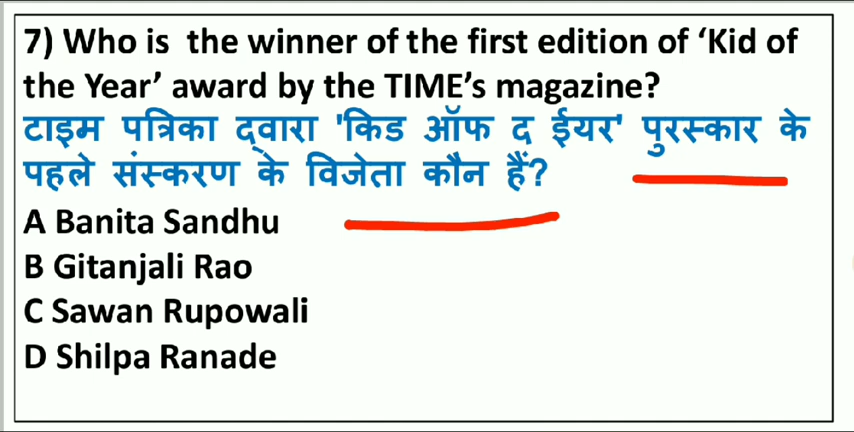 7) Who is the winner of the first edition of ‘Kid of
the Year’ award by the TIME’s magazine?
टाइम पत्रिका द्वारा 'किड ऑफ द ईयर' पुरस्कार के
पहले संस्करण के विजेता कौन हैं?
A Banita Sandhu
B Gitanjali Rao
C Sawan Rupowali
D Shilpa Ranade